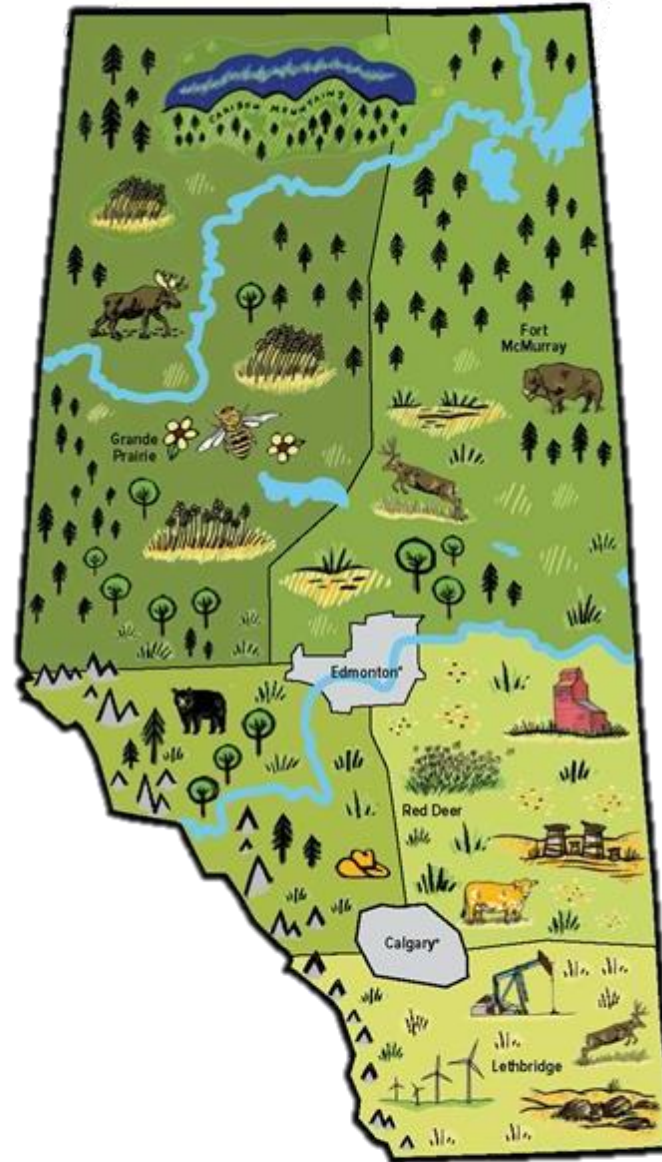 CARIBOU MOUNTAINS
Fort
McMurray
Grande
Prairie
Edmonton*
Red Deer
Calgary*
Lethbridge